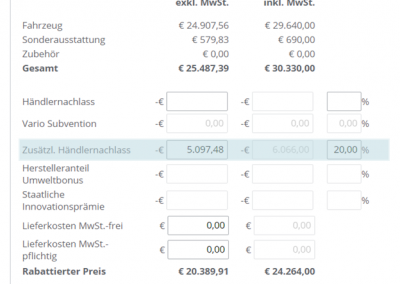 exkl. MwSt. inkl. MwSt.
Fahrzeug € 24.907,56 € 29.640,00
Sonderausstattung € 579,83 € 690,00
Zubehör € 0,00 € 0,00
Gesamt € 25.487,39 € 30.330,00
Händlernachlass -€ -€ %
Vario Subvention -€ 0,00 -€ 0,00 0,00 %
Zusätzl. Händlernachlass -€ 5.097,48 -€ 6.066,00 20,00 %
Herstelleranteil
Umweltbonus -€ -€ %
Staatliche
Innovationsprämie -€ -€ %
Lieferkosten MwSt.-frei € 0,00 € 0,00
Lieferkosten MwSt.-
pflichtig € 0,00 € 0,00
Rabattierter Preis € 20.389,91 € 24.264,00